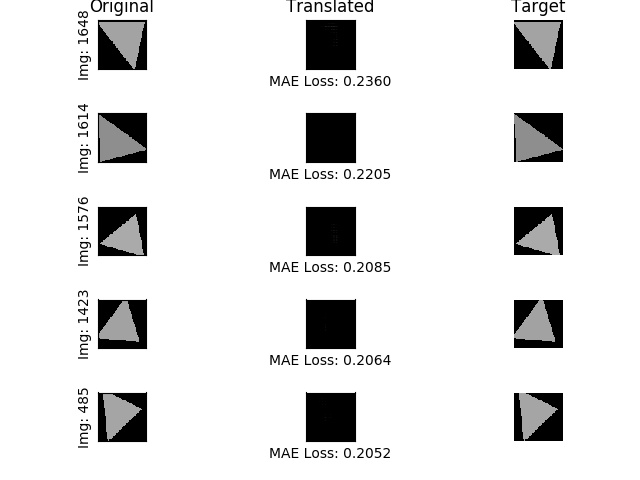 Original Translated Target
Img: 1648
MAE Loss: 0.2360
Img: 1614
MAE Loss: 0.2205
Img: 1576
MAE Loss: 0.2085
Img: 1423
MAE Loss: 0.2064
Img: 485
MAE Loss: 0.2052